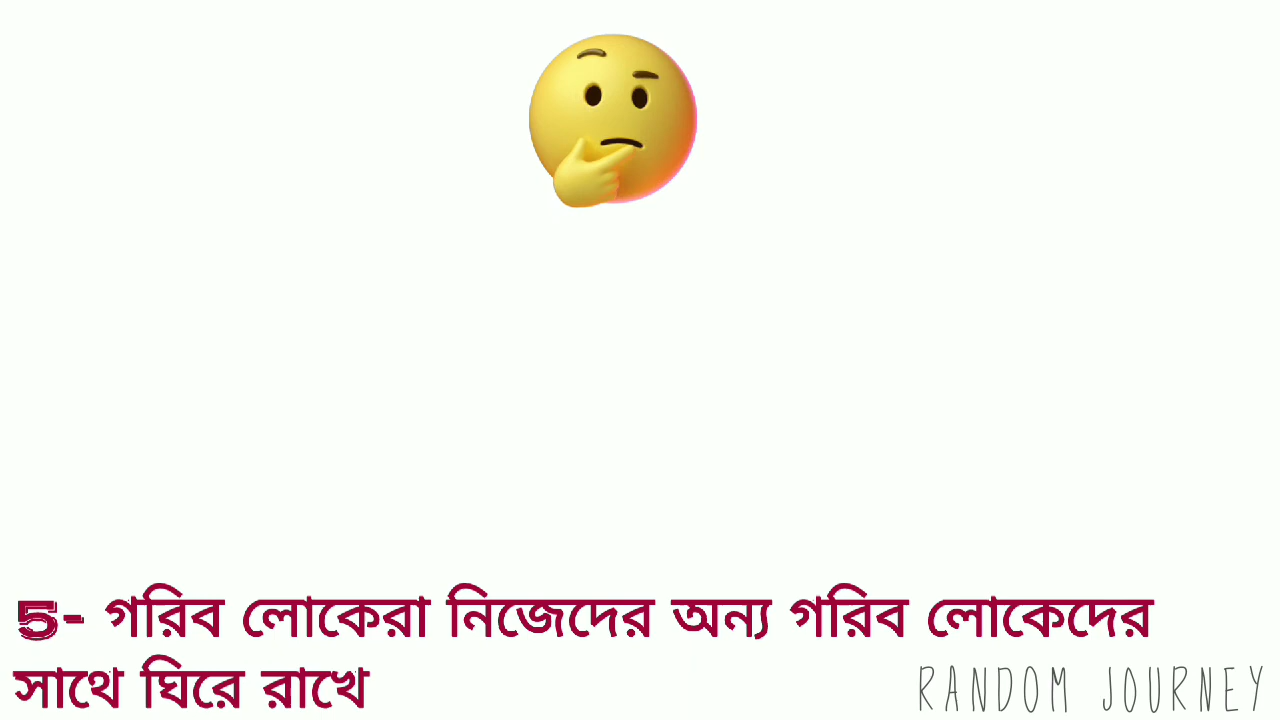 5- গরিব লোকেরা নিজেদের অন্য গরিব লোকেদের
সাথে ঘিরে রাখে
RANDOM JOURNEY